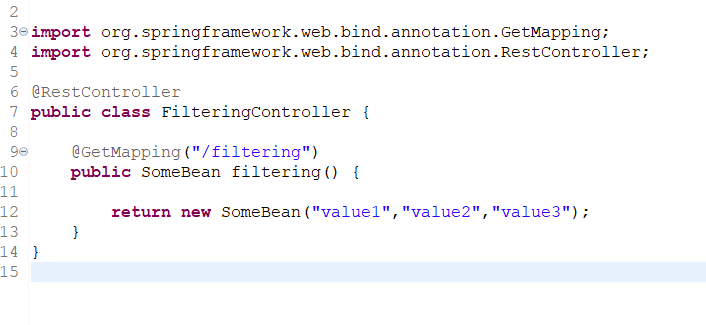 2
3 import org.springframework.web.bind.annotation.GetMapping;
4 import org.springframework.web.bind.annotation.RestController;
5
6 @RestController
7 public class FilteringController {
8
9     @GetMapping("/filtering")
10     public SomeBean filtering() {
11
12         return new SomeBean("value1","value2","value3");
13     }
14 }
15